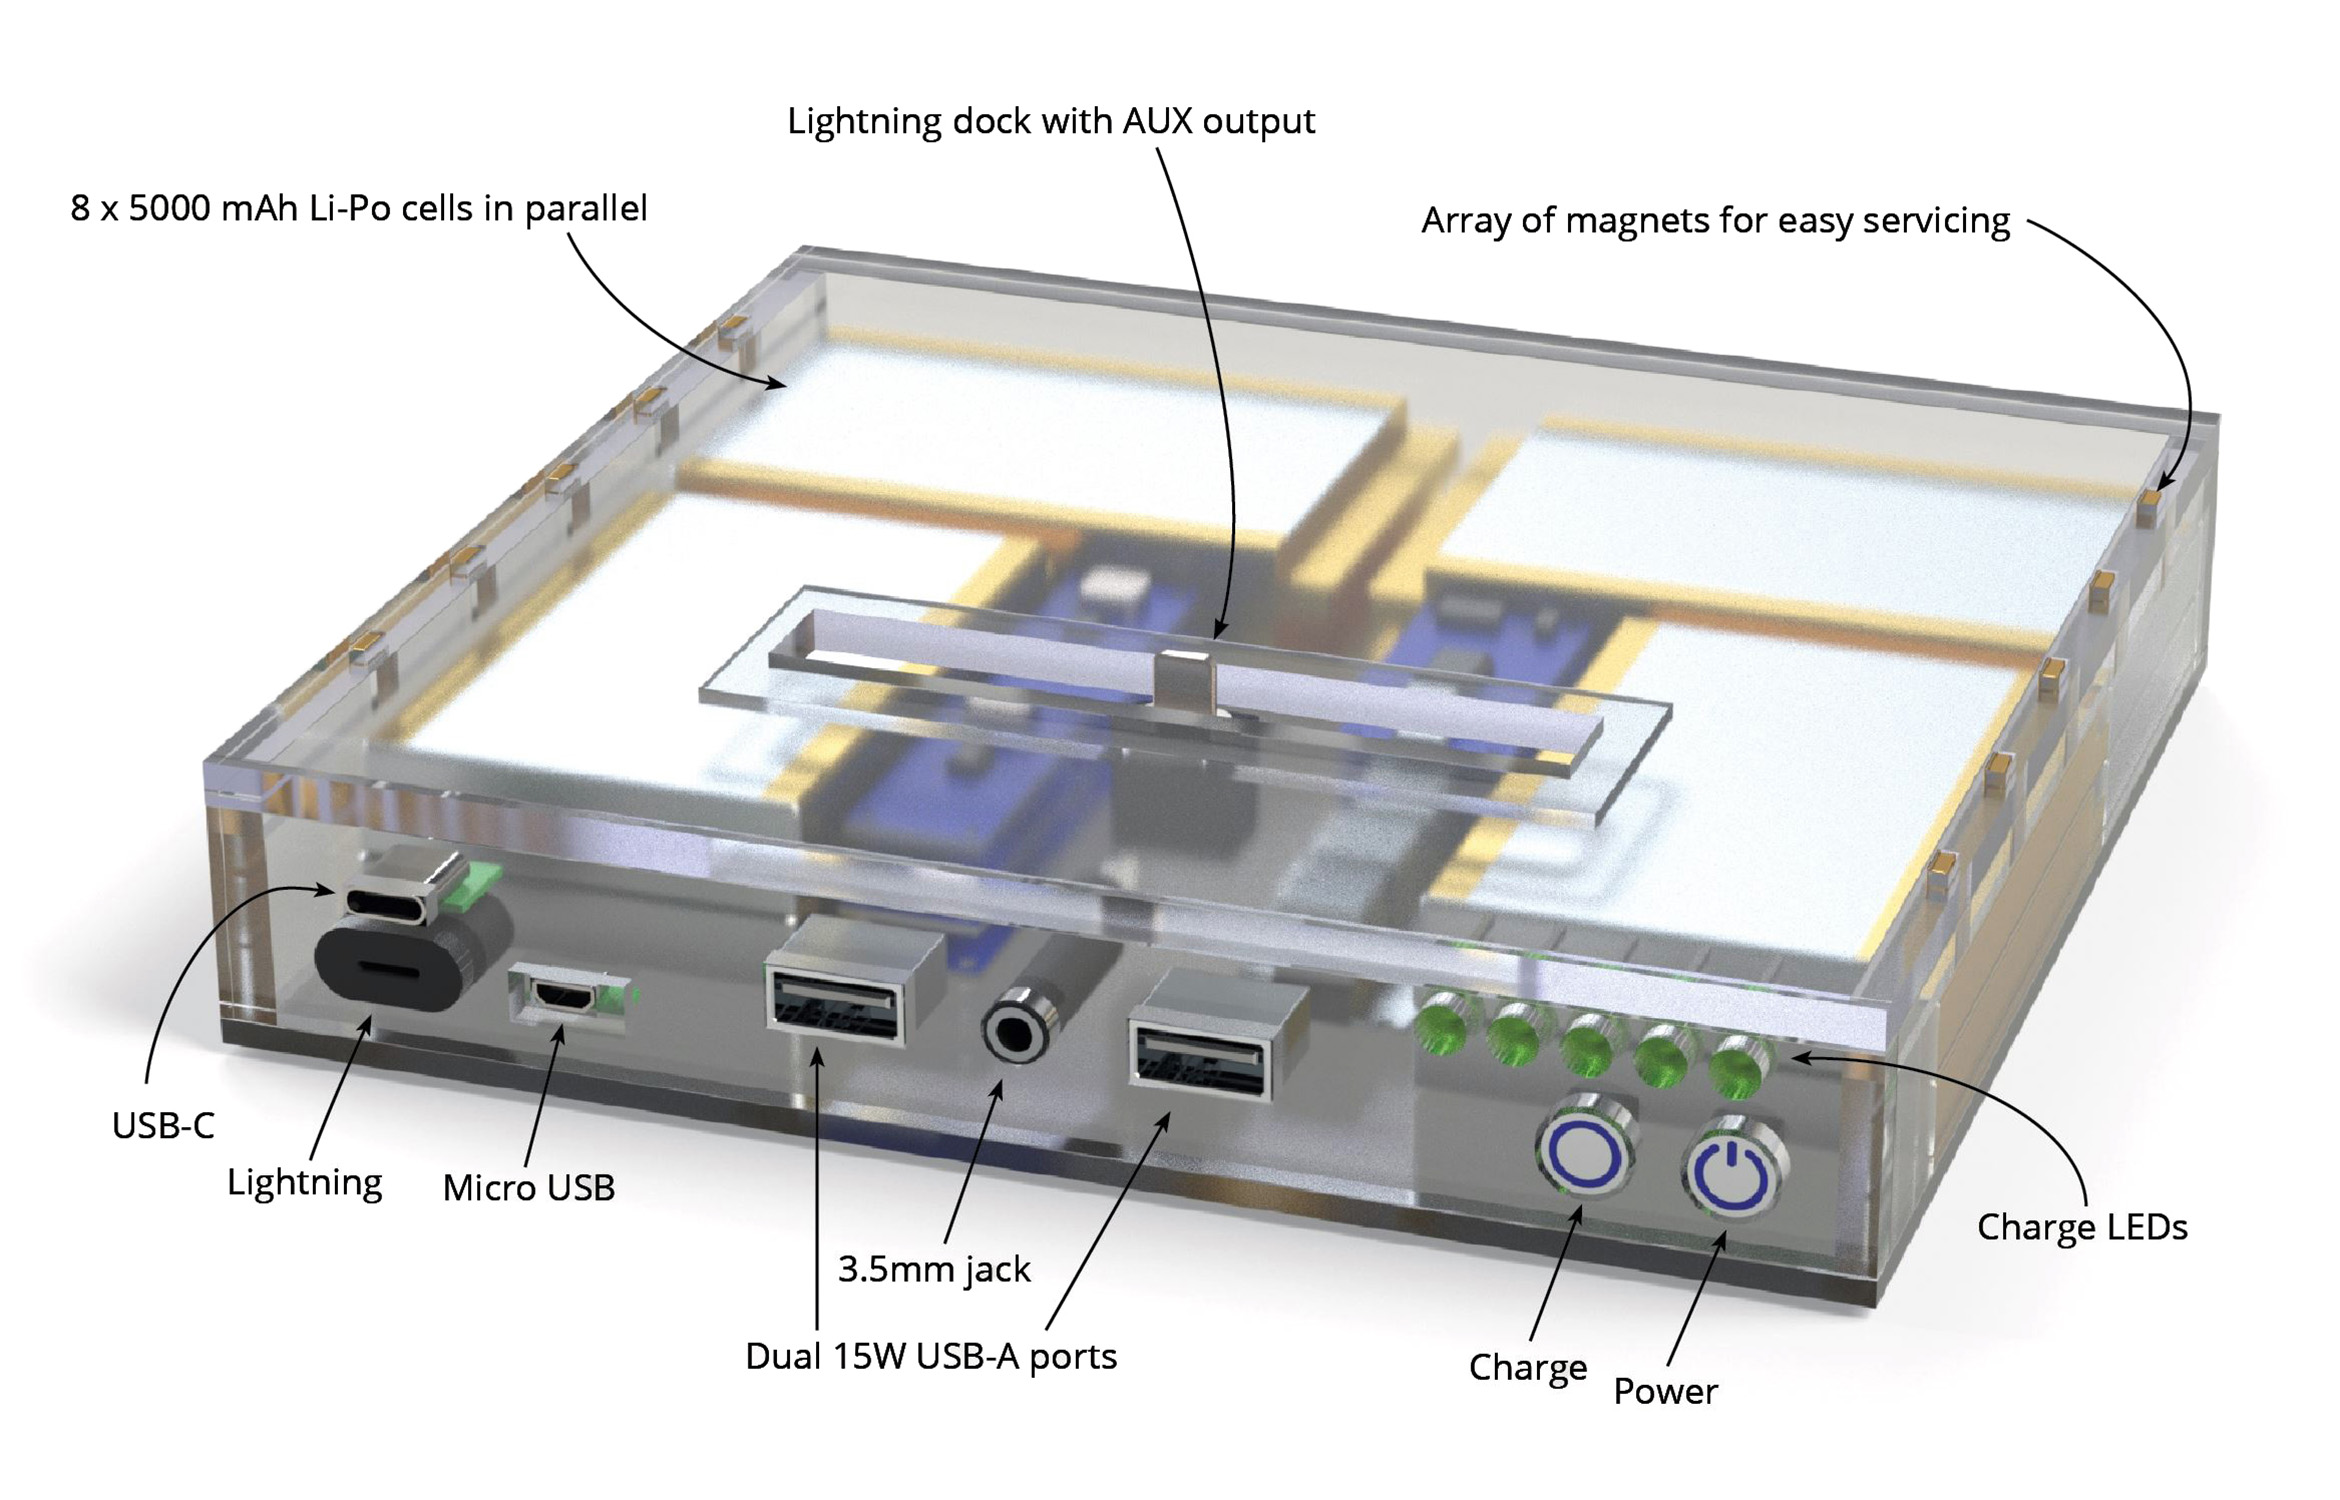 Lightning dock with AUX output
8 x 5000 mAh Li-Po cells in parallel
Array of magnets for easy servicing
USB-C
Lightning
Micro USB
3.5mm jack
Dual 15W USB-A ports
Charge
Power
Charge LEDs